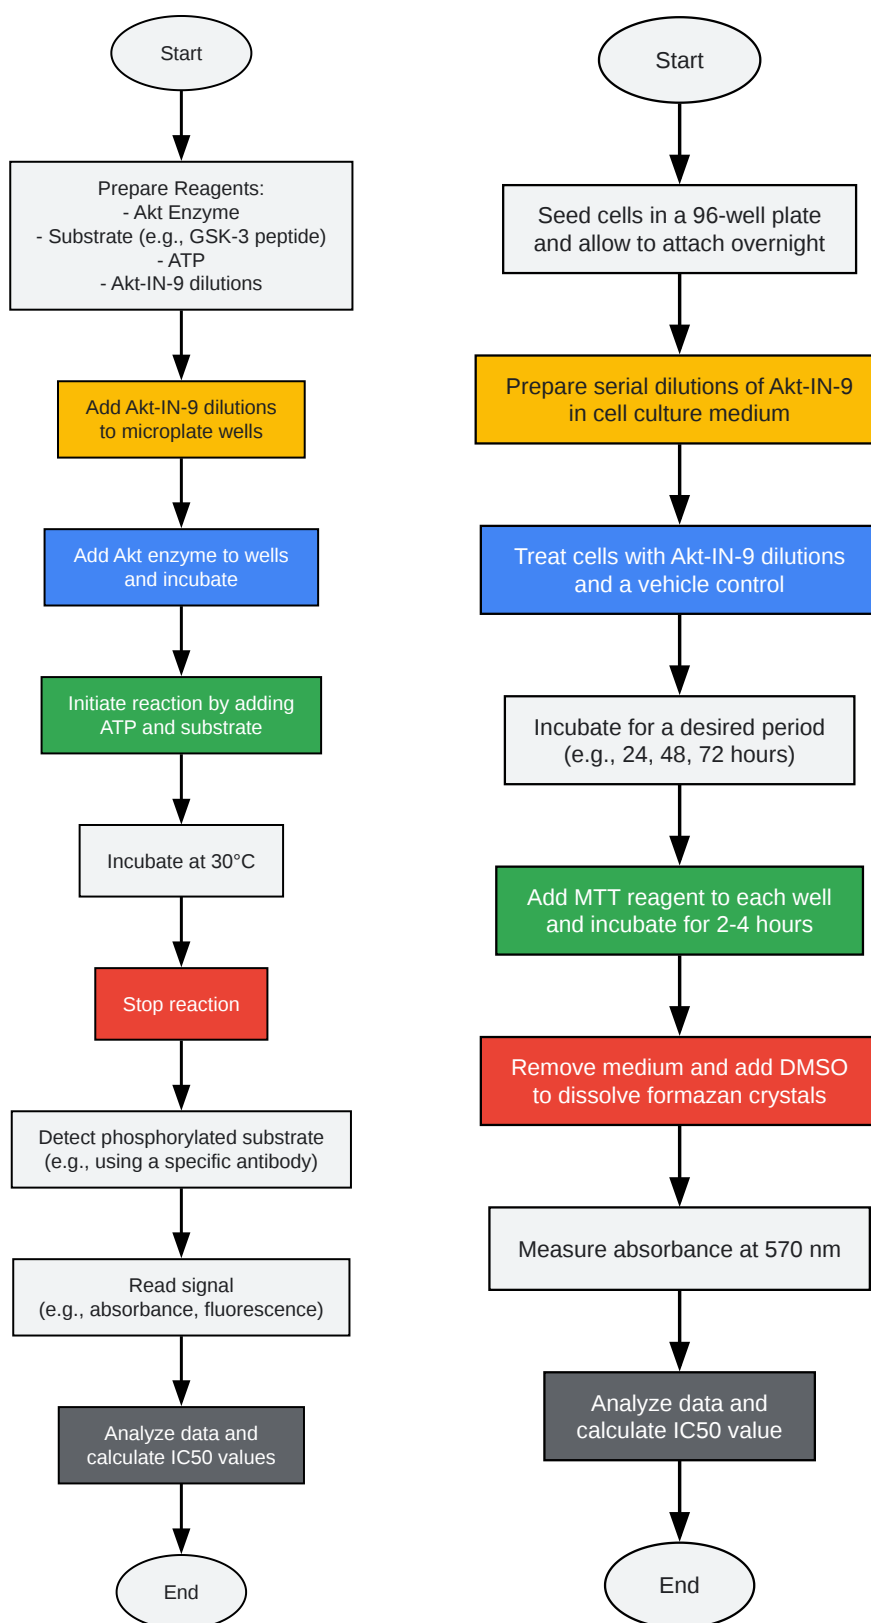 Start
Prepare Reagents:
- Akt Enzyme
- Substrate (e.g., GSK-3 peptide)
- ATP
- Akt-IN-9 dilutions
Add Akt-IN-9 dilutions
to microplate wells
Add Akt enzyme to wells
and incubate
Initiate reaction by adding
ATP and substrate
Incubate at 30°C
Stop reaction
Detect phosphorylated substrate
(e.g., using a specific antibody)
Read signal
(e.g., absorbance, fluorescence)
Analyze data and
calculate IC50 values
End
Start
Seed cells in a 96-well plate
and allow to attach overnight
Prepare serial dilutions of Akt-IN-9
in cell culture medium
Treat cells with Akt-IN-9 dilutions
and a vehicle control
Incubate for a desired period
(e.g., 24, 48, 72 hours)
Add MTT reagent to each well
and incubate for 2-4 hours
Remove medium and add DMSO
to dissolve formazan crystals
Measure absorbance at 570 nm
Analyze data and
calculate IC50 value
End